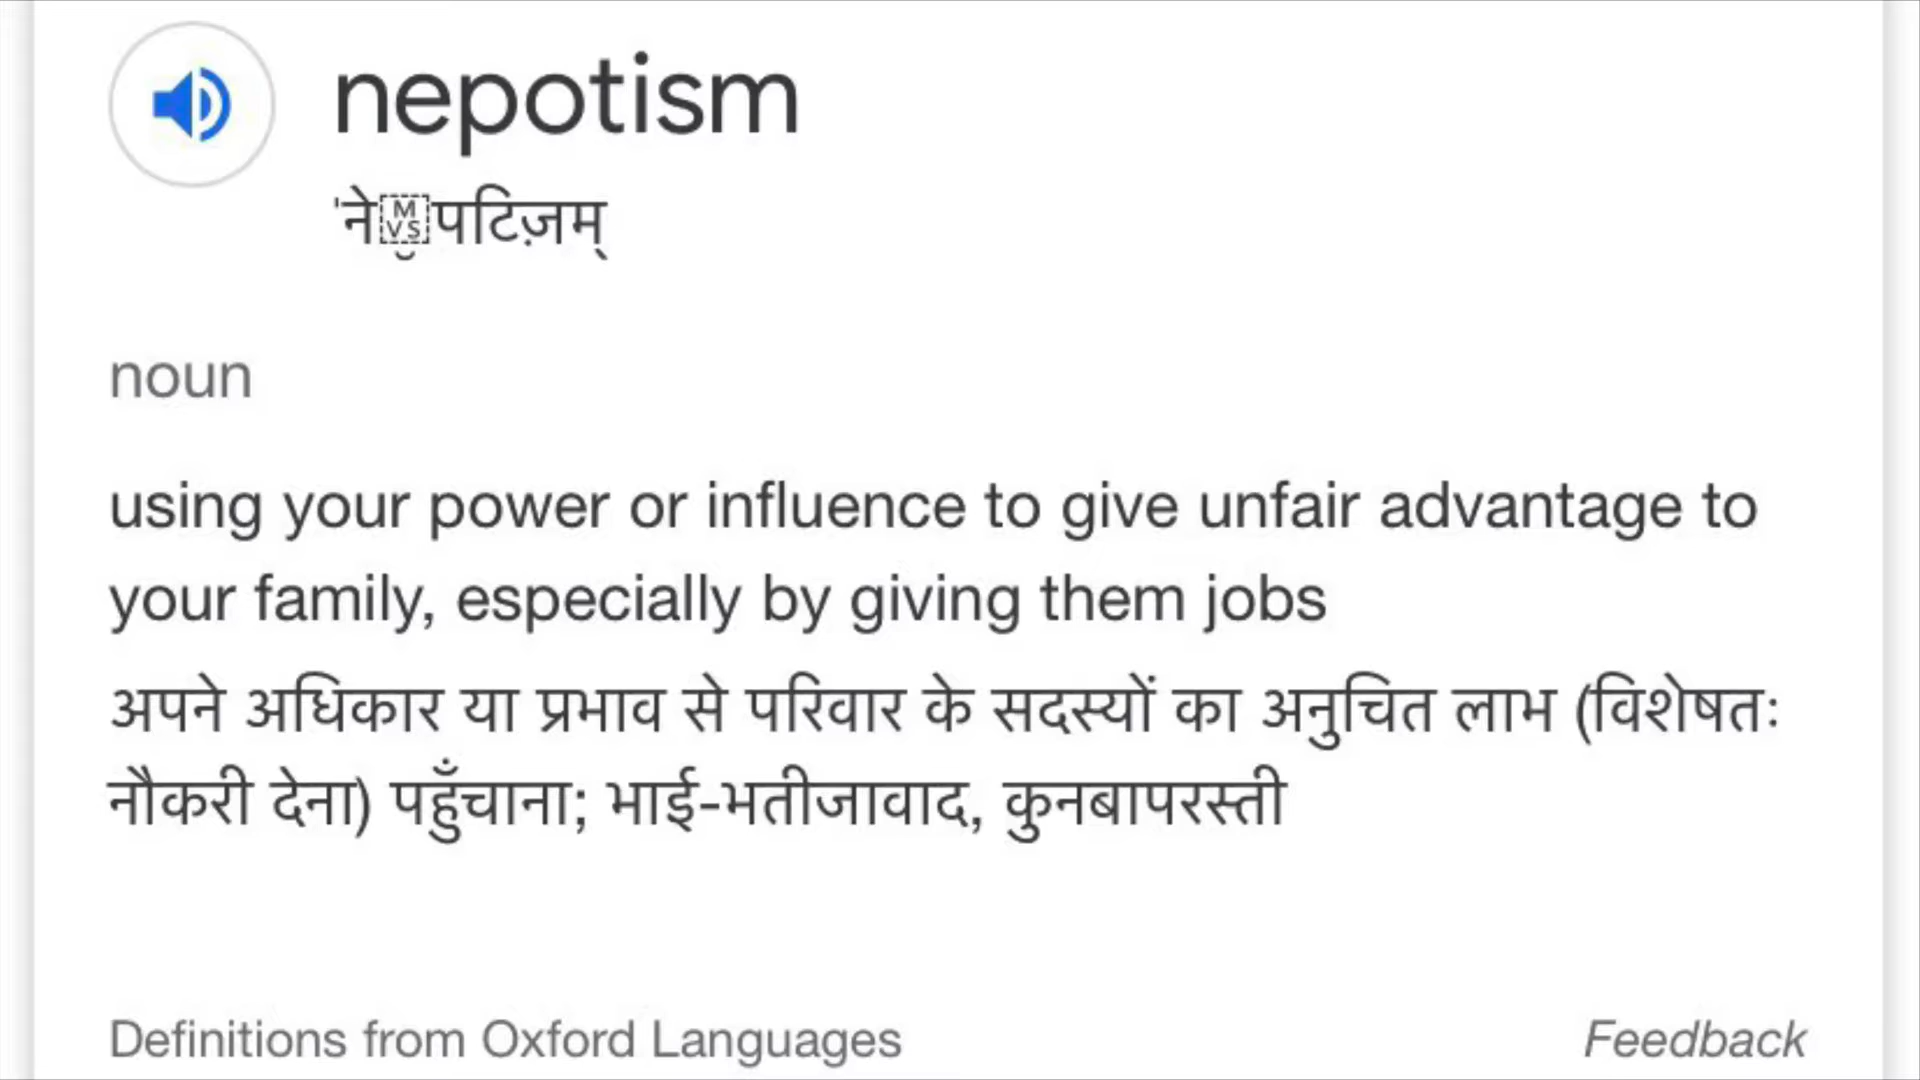 nepotism
'नेपटिज़म्
noun
using your power or influence to give unfair advantage to
your family, especially by giving them jobs
अपने अधिकार या प्रभाव से परिवार के सदस्यों का अनुचित लाभ (विशेषतः
नौकरी देना) पहुँचाना; भाई-भतीजावाद, कुनबापरस्ती
Definitions from Oxford Languages
Feedback